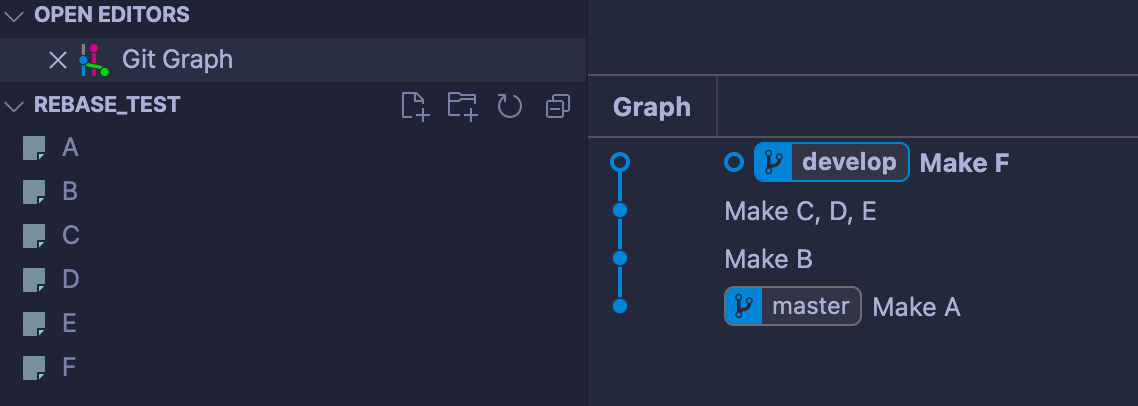 OPEN EDITORS
Git Graph
REBASE_TEST
A
B
C
D
E
F
Graph
develop Make F
Make C, D, E
Make B
master Make A